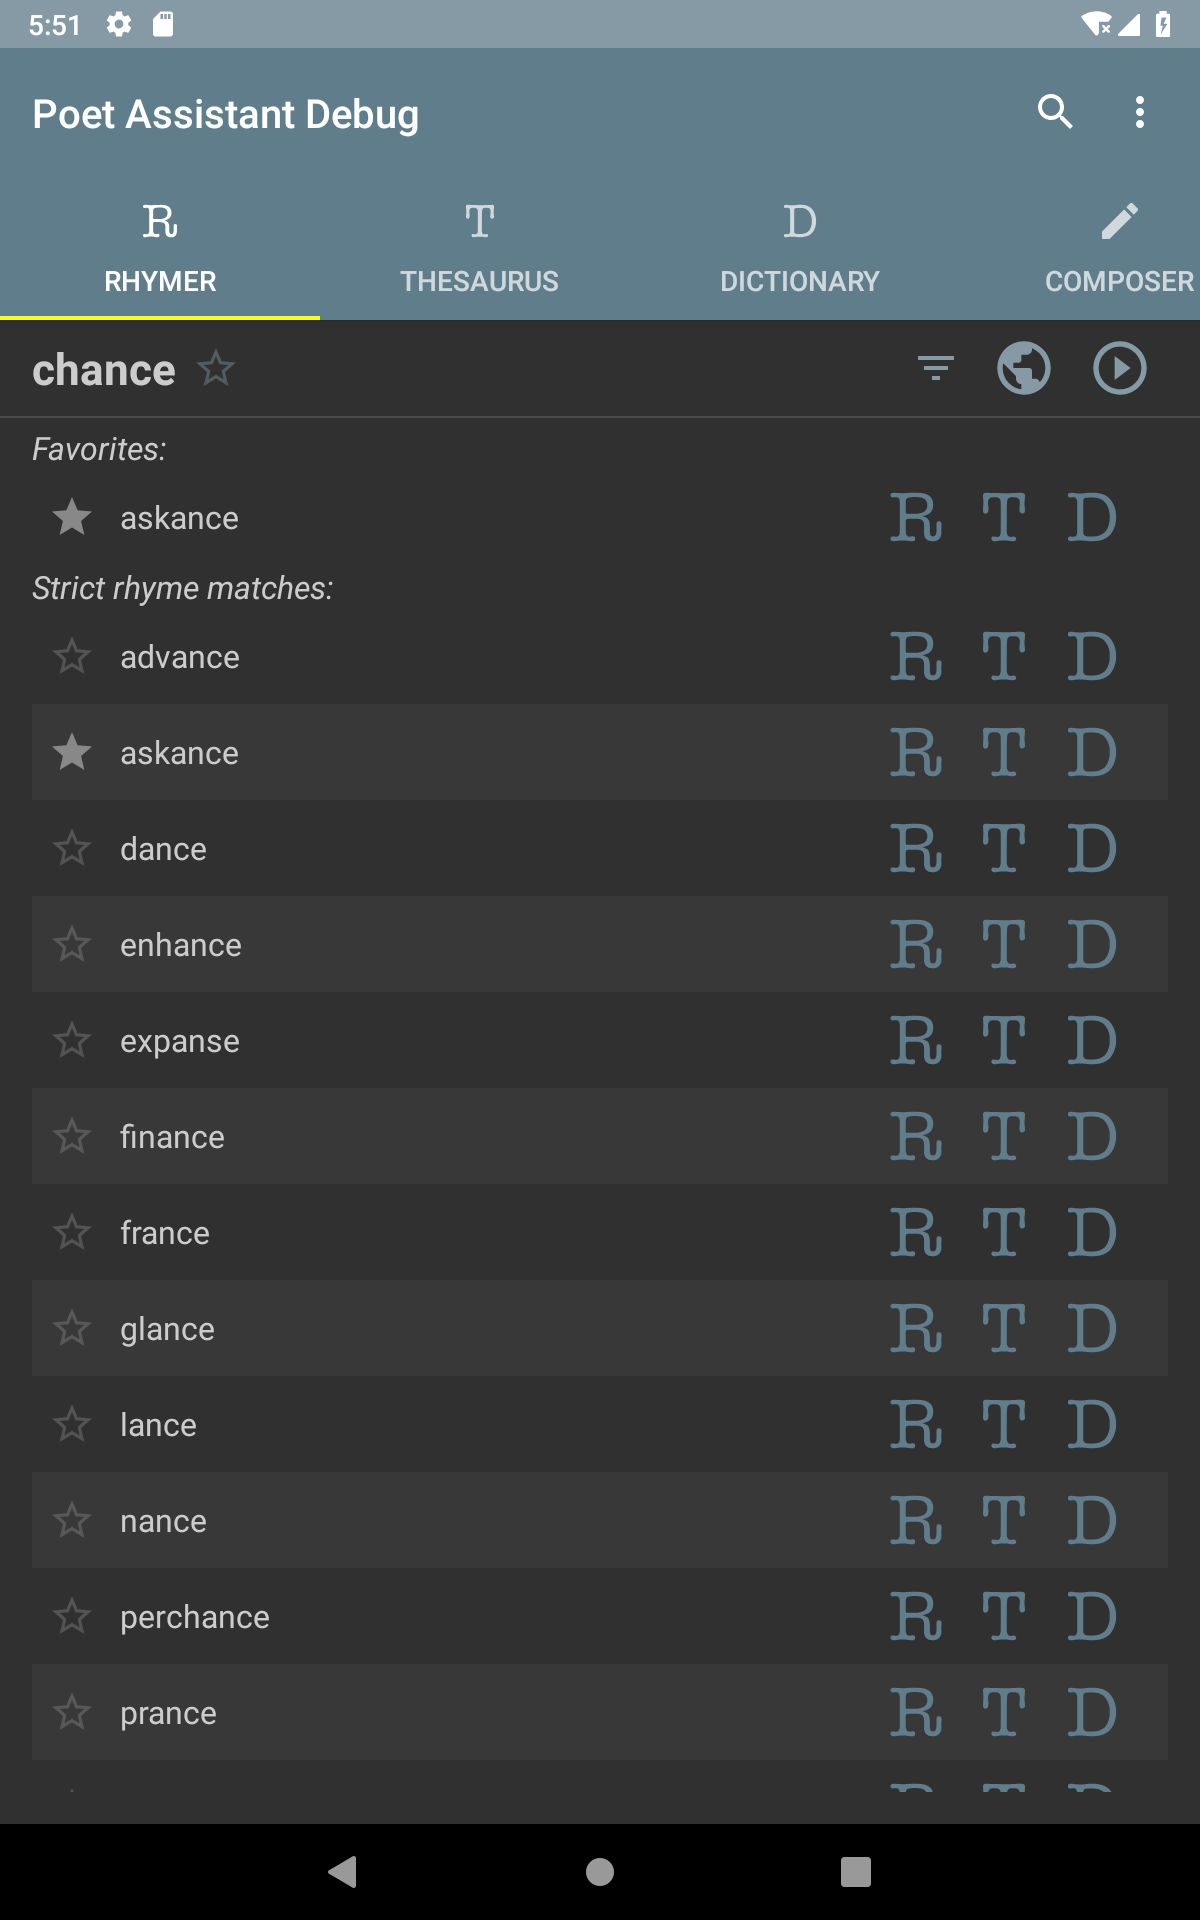 5:51
Poet Assistant Debug
R T D
RHYMER THESAURUS DICTIONARY COMPOSER
chance
Favorites:
askance R T D
Strict rhyme matches:
advance R T D
askance R T D
dance R T D
enhance R T D
expanse R T D
finance R T D
france R T D
glance R T D
lance R T D
nance R T D
perchance R T D
prance R T D